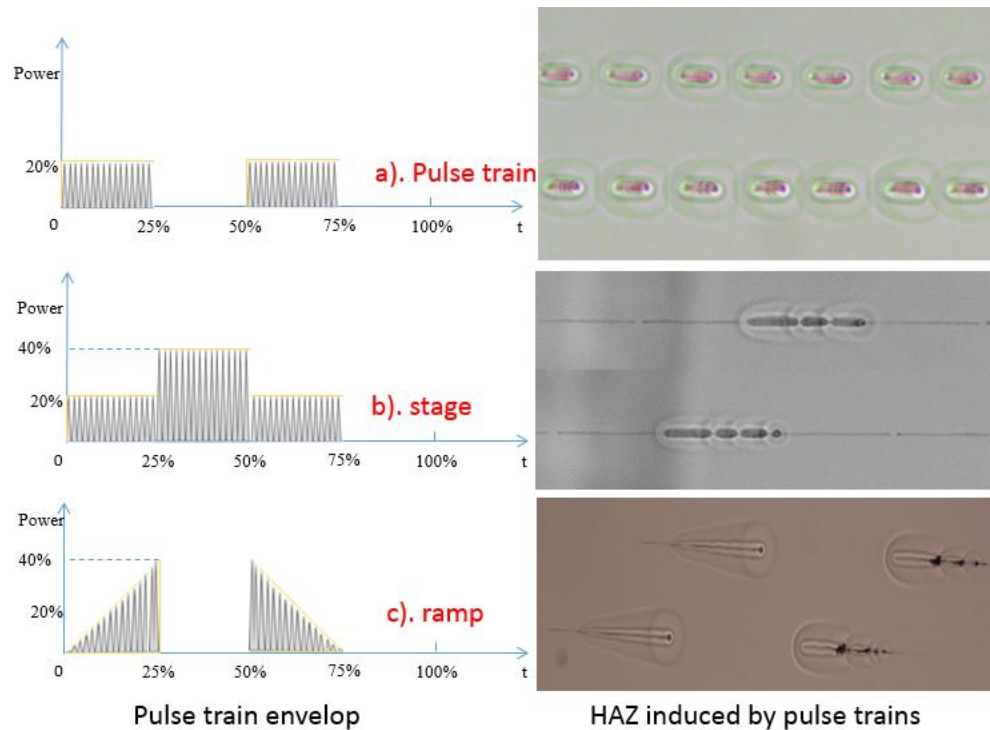 Power
20%
a). Pulse train
0 25% 50% 75% 100% t
Power
40%
20%
b). stage
0 25% 50% 75% 100% t
Power
40%
20%
c). ramp
0 25% 50% 75% 100% t
Pulse train envelop
HAZ induced by pulse trains